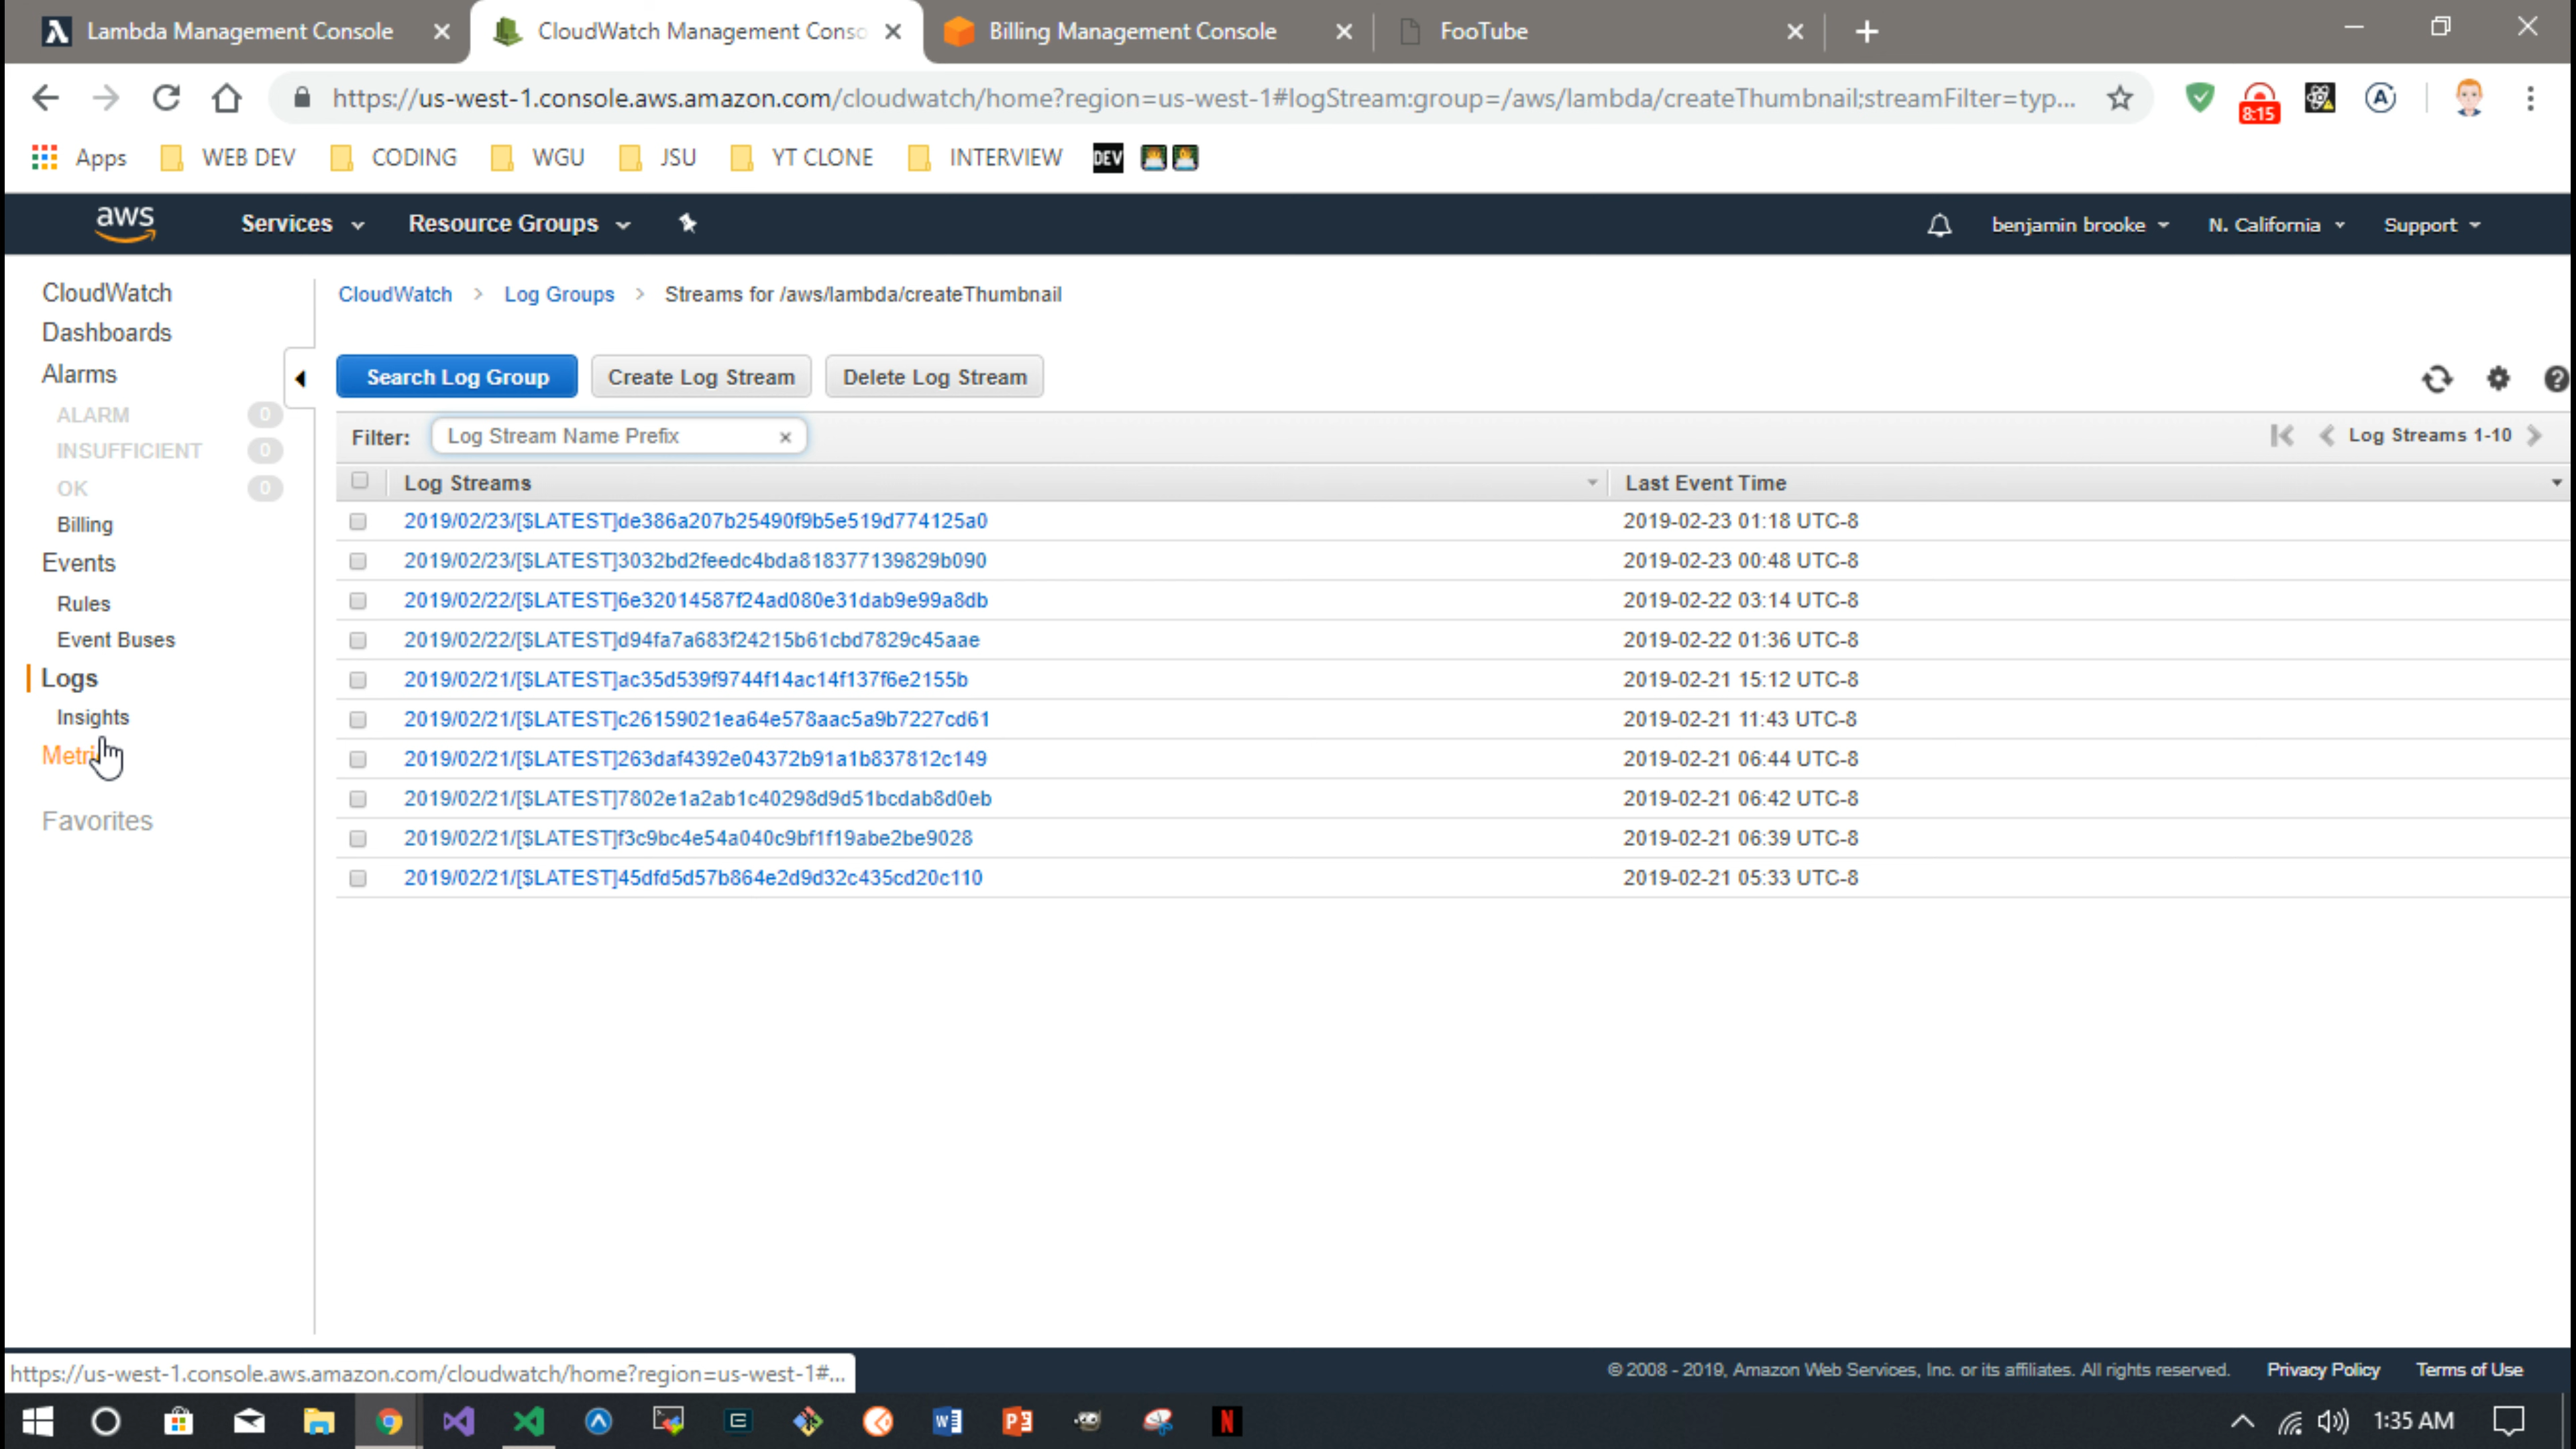 Lambda Management Console
CloudWatch Management Conso
Billing Management Console
FooTube
https://us-west-1.console.aws.amazon.com/cloudwatch/home?region=us-west-1#logStream:group=/aws/lambda/createThumbnail;streamFilter=typ...
8:15
A
Apps
WEB DEV
CODING
WGU
JSU
YT CLONE
INTERVIEW
DEV
aws
Services
Resource Groups
benjamin brooke
N. California
Support
CloudWatch
Dashboards
Alarms
ALARM 0
INSUFFICIENT 0
OK 0
Billing
Events
Rules
Event Buses
Logs
Insights
Metri
Favorites
CloudWatch > Log Groups > Streams for /aws/lambda/createThumbnail
Search Log Group
Create Log Stream
Delete Log Stream
Filter: Log Stream Name Prefix ×
Log Streams 1-10
Log Streams Last Event Time
2019/02/23/[$LATEST]de386a207b25490f9b5e519d774125a0 2019-02-23 01:18 UTC-8
2019/02/23/[$LATEST]3032bd2feedc4bda818377139829b090 2019-02-23 00:48 UTC-8
2019/02/22/[$LATEST]6e32014587f24ad080e31dab9e99a8db 2019-02-22 03:14 UTC-8
2019/02/22/[$LATEST]d94fa7a683f24215b61cbd7829c45aae 2019-02-22 01:36 UTC-8
2019/02/21/[$LATEST]ac35d539f9744f14ac14f137f6e2155b 2019-02-21 15:12 UTC-8
2019/02/21/[$LATEST]c26159021ea64e578aac5a9b7227cd61 2019-02-21 11:43 UTC-8
2019/02/21/[$LATEST]263daf4392e04372b91a1b837812c149 2019-02-21 06:44 UTC-8
2019/02/21/[$LATEST]7802e1a2ab1c40298d9d51bcdab8d0eb 2019-02-21 06:42 UTC-8
2019/02/21/[$LATEST]f3c9bc4e54a040c9bf1f19abe2be9028 2019-02-21 06:39 UTC-8
2019/02/21/[$LATEST]45dfd5d57b864e2d9d32c435cd20c110 2019-02-21 05:33 UTC-8
https://us-west-1.console.aws.amazon.com/cloudwatch/home?region=us-west-1#...
© 2008 - 2019, Amazon Web Services, Inc. or its affiliates. All rights reserved.
Privacy Policy
Terms of Use
1:35 AM